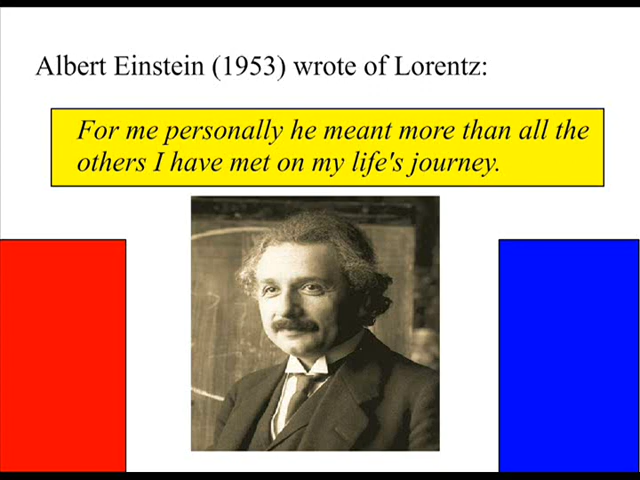 Albert Einstein (1953) wrote of Lorentz:
For me personally he meant more than all the
others I have met on my life's journey.